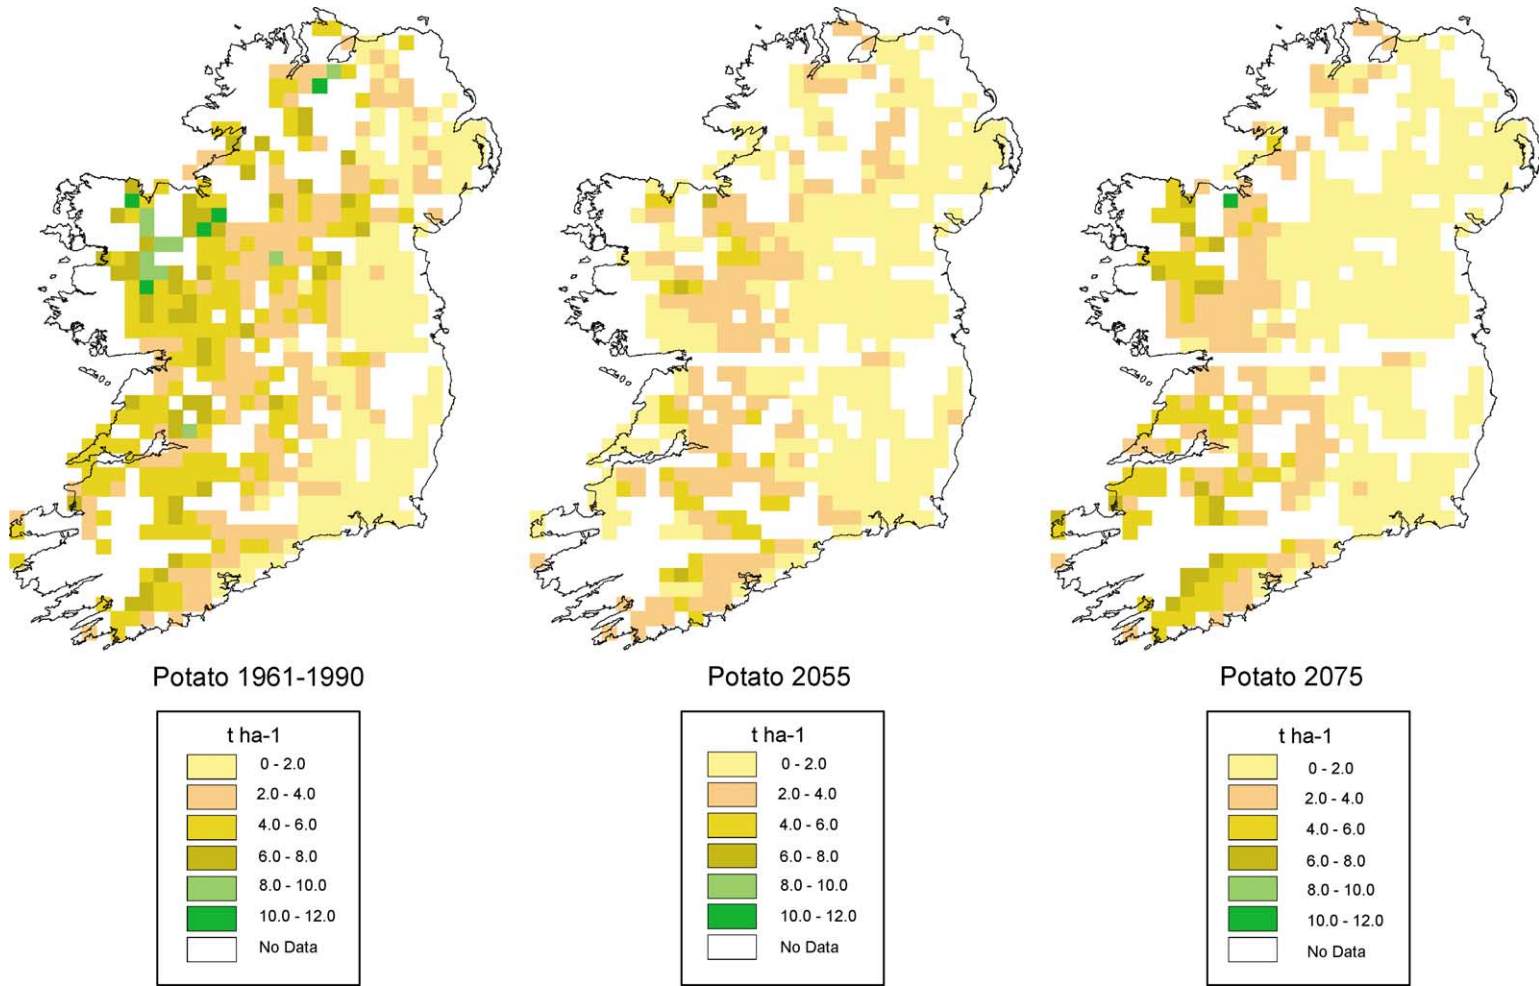 Potato 1961-1990
t ha-1
0 - 2.0
2.0 - 4.0
4.0 - 6.0
6.0 - 8.0
8.0 - 10.0
10.0 - 12.0
No Data
Potato 2055
t ha-1
0 - 2.0
2.0 - 4.0
4.0 - 6.0
6.0 - 8.0
8.0 - 10.0
10.0 - 12.0
No Data
Potato 2075
t ha-1
0 - 2.0
2.0 - 4.0
4.0 - 6.0
6.0 - 8.0
8.0 - 10.0
10.0 - 12.0
No Data